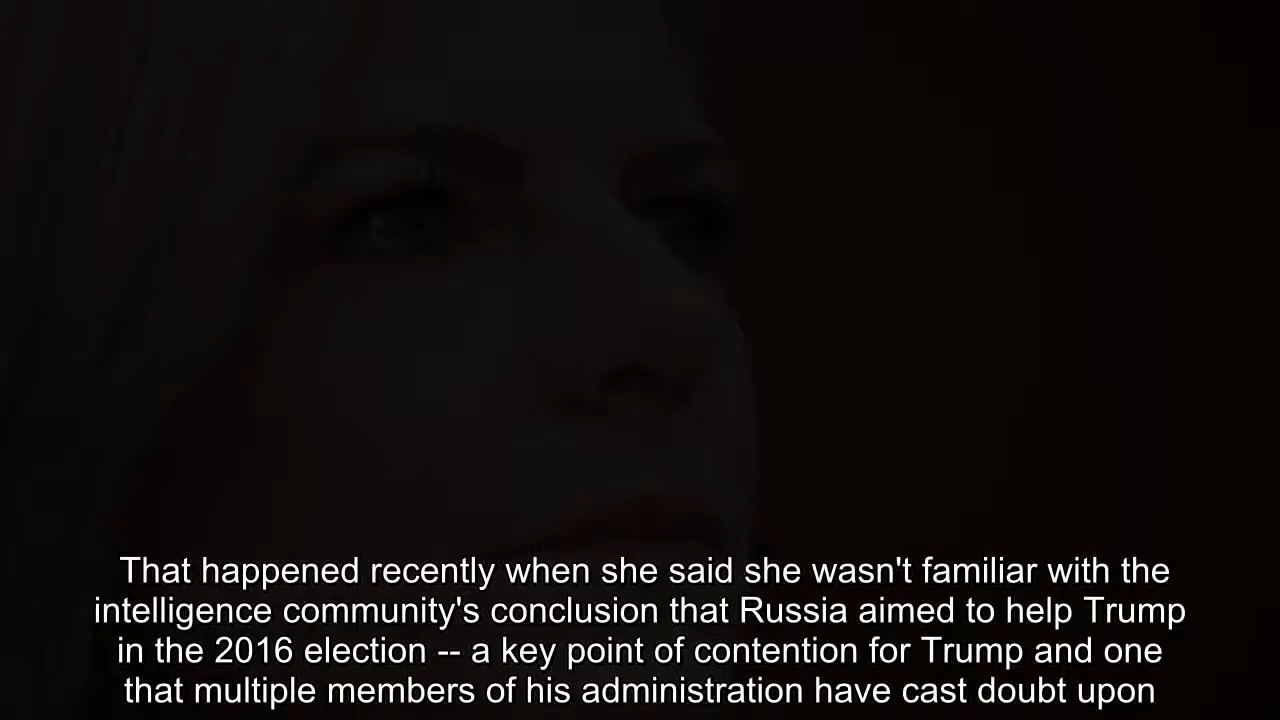 That happened recently when she said she wasn't familiar with the
intelligence community's conclusion that Russia aimed to help Trump
in the 2016 election -- a key point of contention for Trump and one
that multiple members of his administration have cast doubt upon